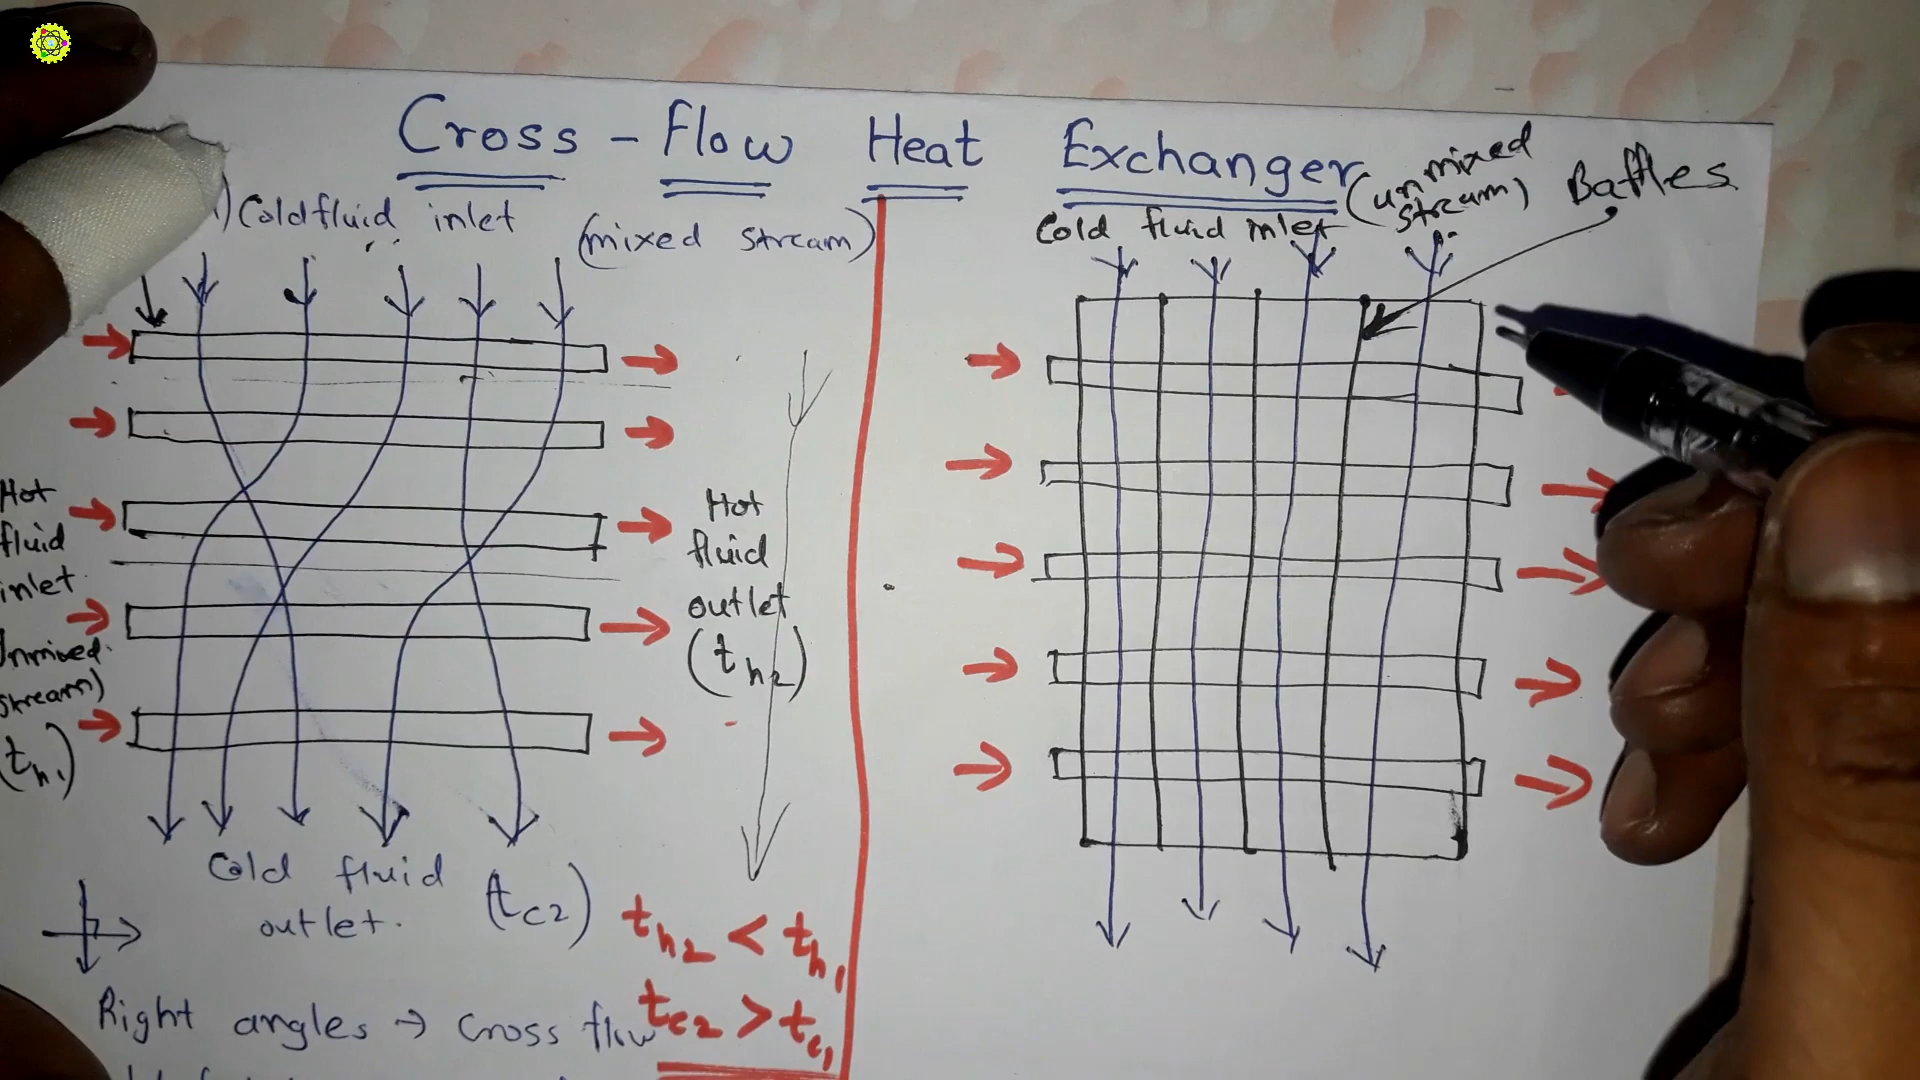 Cross-Flow Heat Exchanger
Cold fluid inlet (mixed stream)
Hot
fluid
inlet
stream)
(th1)
Hot
fluid
outlet
(th2)
Cold fluid (tc2)
outlet.
th2 < th1
tc2 > tc1
Right angles → Cross flow
Cold fluid inlet (unmixed
stream)
Baffles